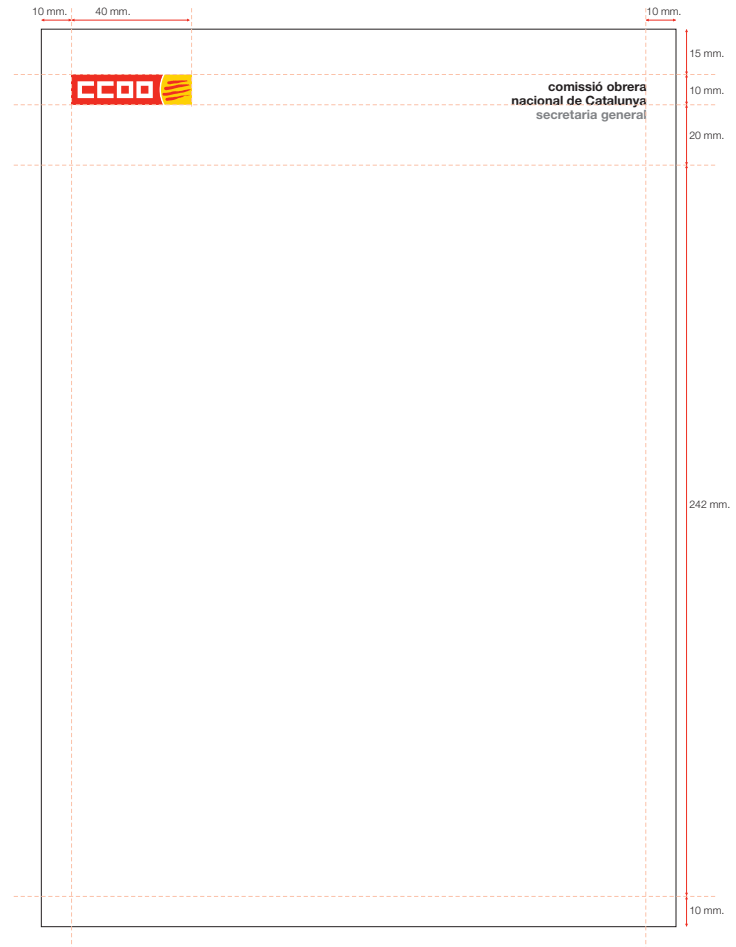 10 mm. 40 mm. 10 mm.
15 mm.
CCOO
comissió obrera
10 mm.
nacional de Catalunya
secretaria general
20 mm.
242 mm.
10 mm.